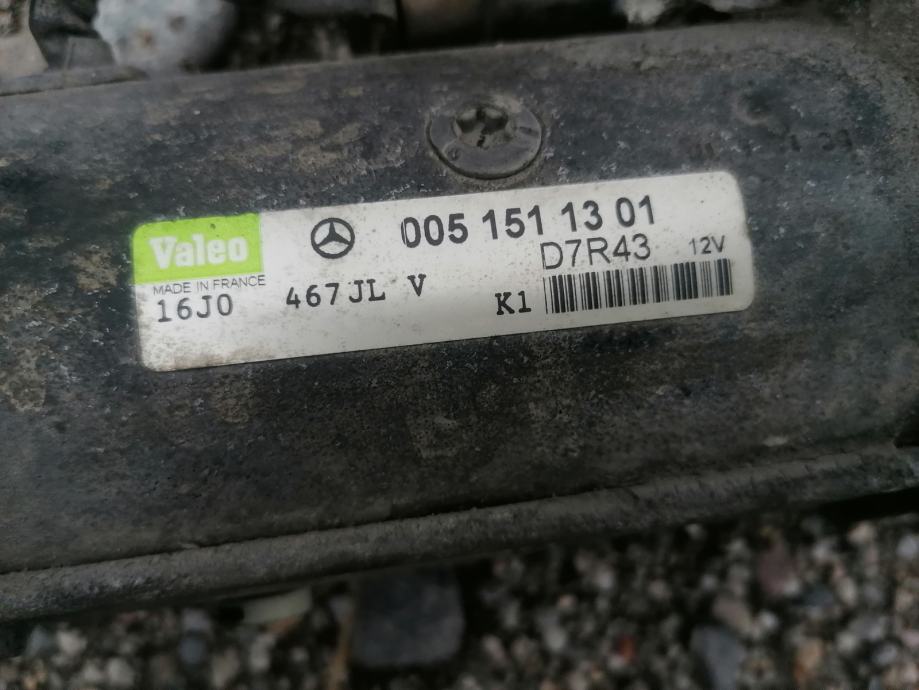 Valeo
MADE IN FRANCE
005 151 13 01
D7R43 12V
16J0 467JL V K1